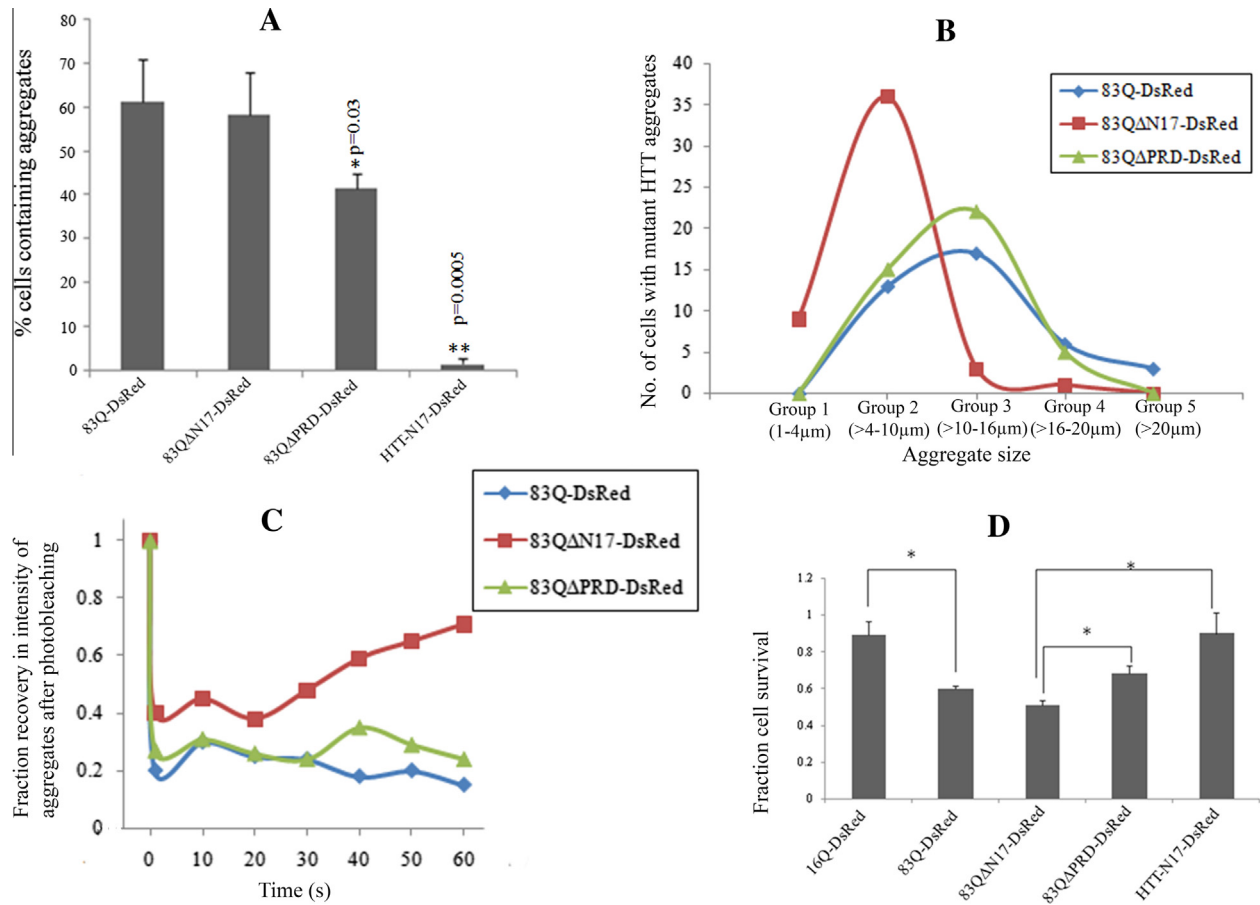 A
% cells containing aggregates
80
70
60
50
40
30
20
10
0
*p=0.03
** p=0.0005
83Q-DsRed
83QΔN17-DsRed
83QΔPRD-DsRed
HTT-N17-DsRed
B
No. of cells with mutant HTT aggregates
40
35
30
25
20
15
10
5
0
83Q-DsRed
83QΔN17-DsRed
83QΔPRD-DsRed
Group 1 Group 2 Group 3 Group 4 Group 5
(1-4µm) (>4-10µm) (>10-16µm) (>16-20µm) (>20µm)
Aggregate size
C
Fraction recovery in intensity of
aggregates after photobleaching
1
0.8
0.6
0.4
0.2
0
83Q-DsRed
83QΔN17-DsRed
83QΔPRD-DsRed
0 10 20 30 40 50 60
Time (s)
D
Fraction cell survival
1.2
1
0.8
0.6
0.4
0.2
0
*
*
*
16Q-DsRed
83Q-DsRed
83QΔN17-DsRed
83QΔPRD-DsRed
HTT-N17-DsRed